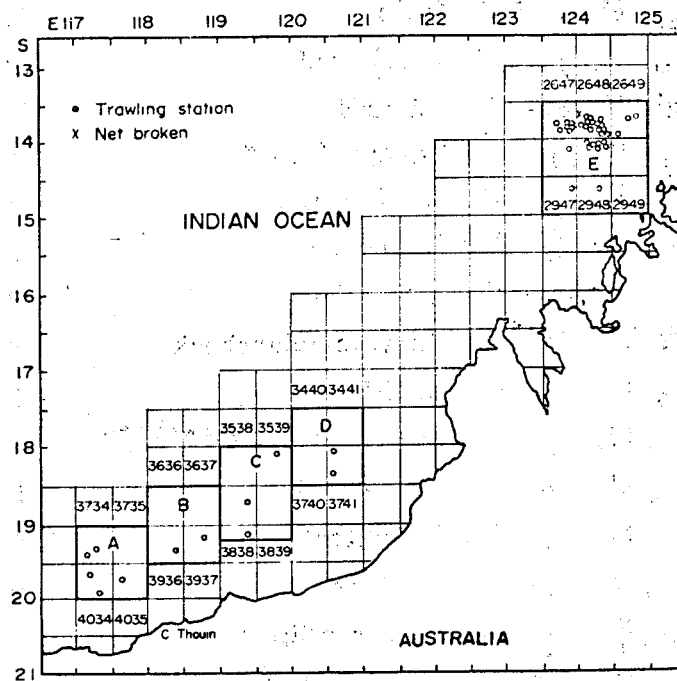 E117 118 119 120 121 122 123 124 125
S
13
2647 2648 2649
• Trawling station
x Net broken
14
E
2947 2948 2949
15
INDIAN OCEAN
16
17
3440 3441
3538 3539
D
18
3636 3637
C
3734 3735
B
3740 3741
19
A
3838 3839
3936 3937
20
4034 4035
C Thouin
AUSTRALIA
21